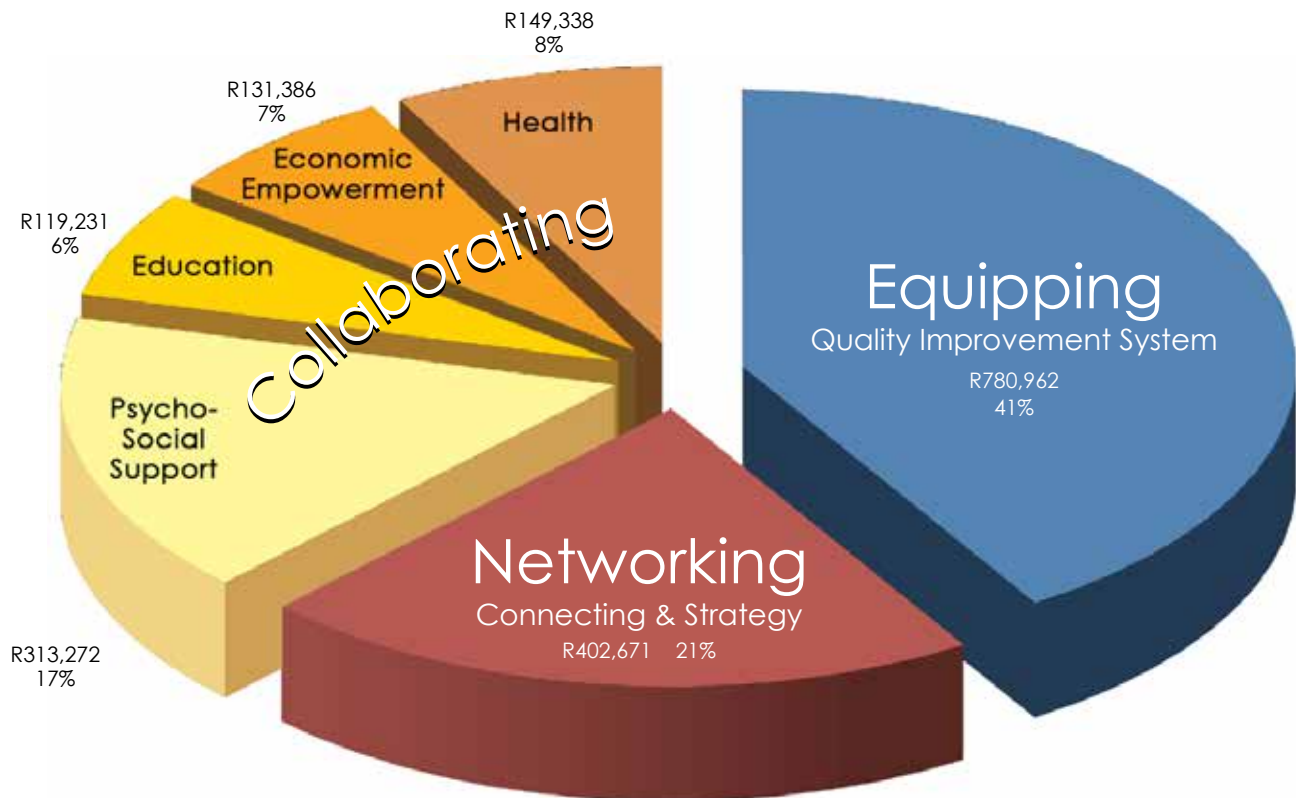 R149,338
8%
Health
R131,386
7%
Economic
Empowerment
R119,231
6%
Education
Collaborating
Psycho-
Social
Support
R313,272
17%
Equipping
Quality Improvement System
R780,962
41%
Networking
Connecting & Strategy
R402,671 21%